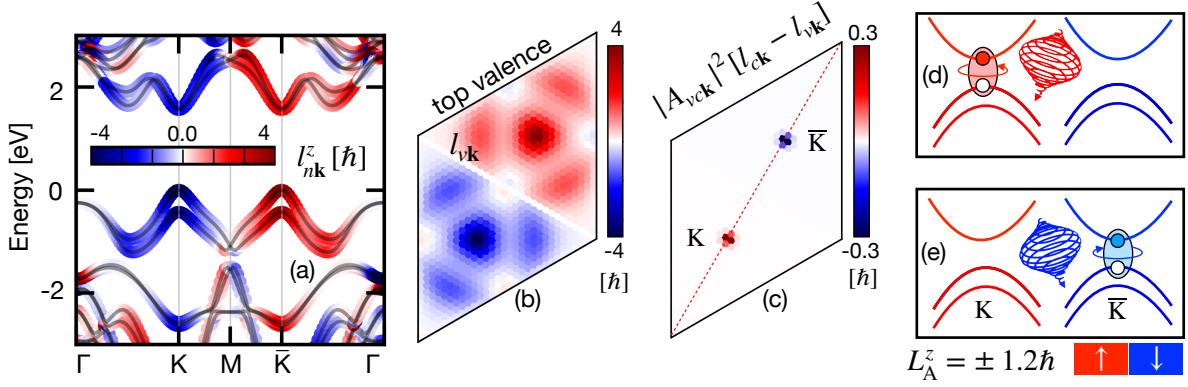 Energy [eV]
2
0
-2
-4
0.0
4
l^z_{n𝐤} [ħ]
(a)
Γ
K
M
K̅
Γ
top valence
l_{v𝐤}
4
-4
[ħ]
(b)
|A_{vc𝐤}|² [l_{c𝐤} − l_{v𝐤}]
K̅
K
0.3
-0.3
[ħ]
(c)
(d)
(e)
K
K̅
L^z_A = ± 1.2ħ
↑
↓